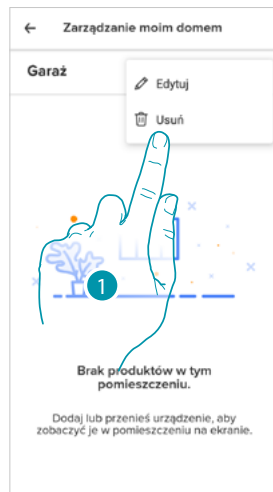 Zarządzanie moim domem
Garaż
Edytuj
Usuń
1
Brak produktów w tym
pomieszczeniu.
Dodaj lub przenieś urządzenie, aby
zobaczyć je w pomieszczeniu na ekranie.